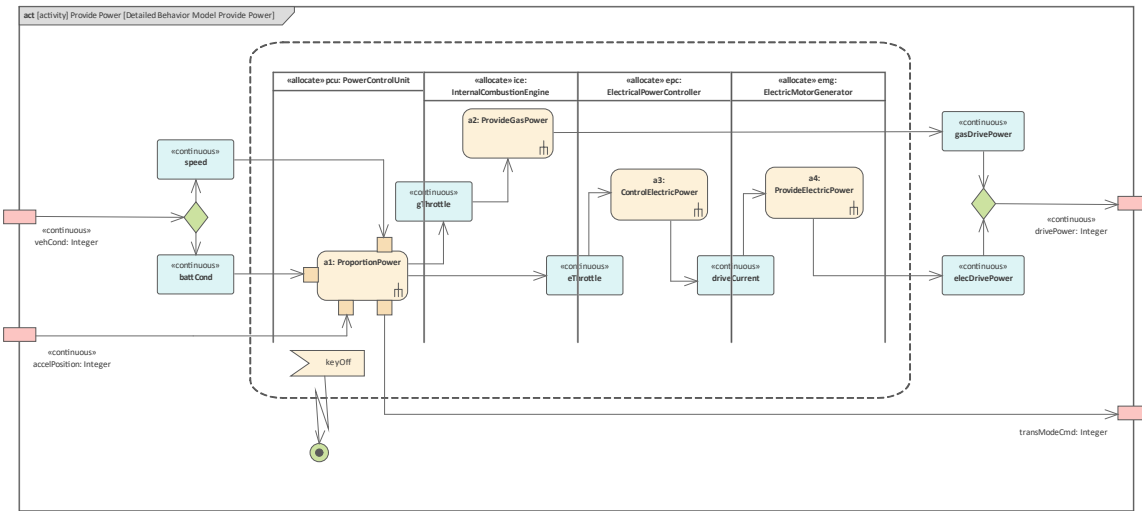 act [activity] Provide Power [Detailed Behavior Model Provide Power]
«allocate» pcu: PowerControlUnit
«allocate» ice:
InternalCombustionEngine
«allocate» epc:
ElectricalPowerController
«allocate» emg:
ElectricMotorGenerator
a2: ProvideGasPower
«continuous»
gasDrivePower
«continuous»
speed
a3:
ControlElectricPower
a4:
ProvideElectricPower
«continuous»
gThrottle
«continuous»
vehCond: Integer
«continuous»
drivePower: Integer
«continuous»
battCond
a1: ProportionPower
«continuous»
eThrottle
«continuous»
driveCurrent
«continuous»
elecDrivePower
«continuous»
accelPosition: Integer
keyOff
transModeCmd: Integer